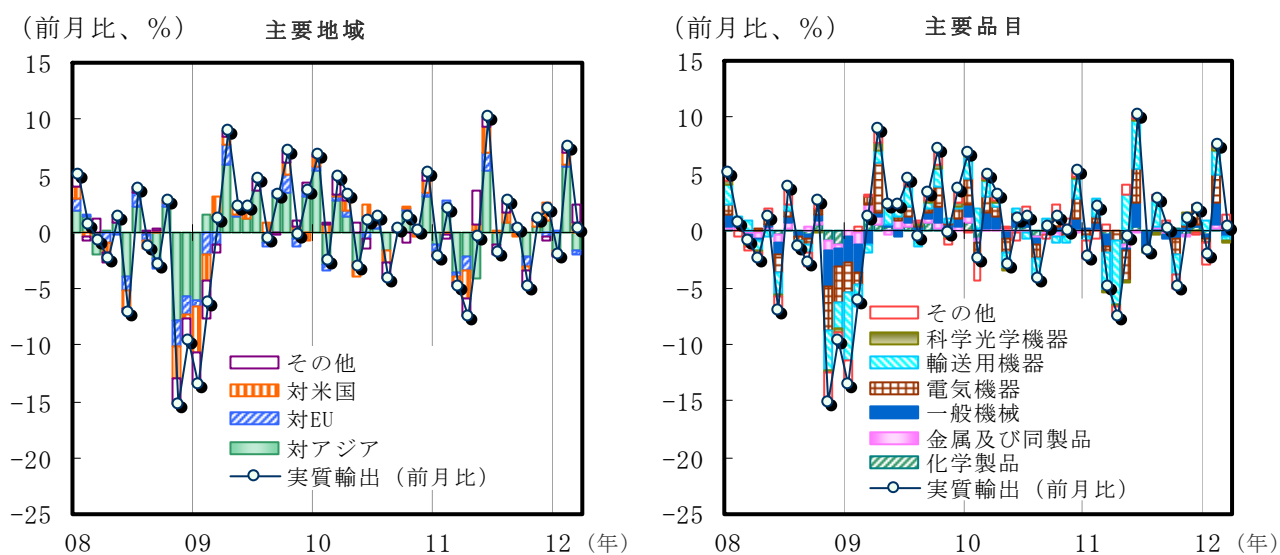 (前月比、%)
主要地域
15
10
5
0
-5
-10
-15
-20
-25
その他
対米国
対EU
対アジア
実質輸出 (前月比)
08 09 10 11 12 (年)
(前月比、%)
主要品目
15
10
5
0
-5
-10
-15
-20
-25
その他
科学光学機器
輸送用機器
電気機器
一般機械
金属及び同製品
化学製品
実質輸出 (前月比)
08 09 10 11 12 (年)